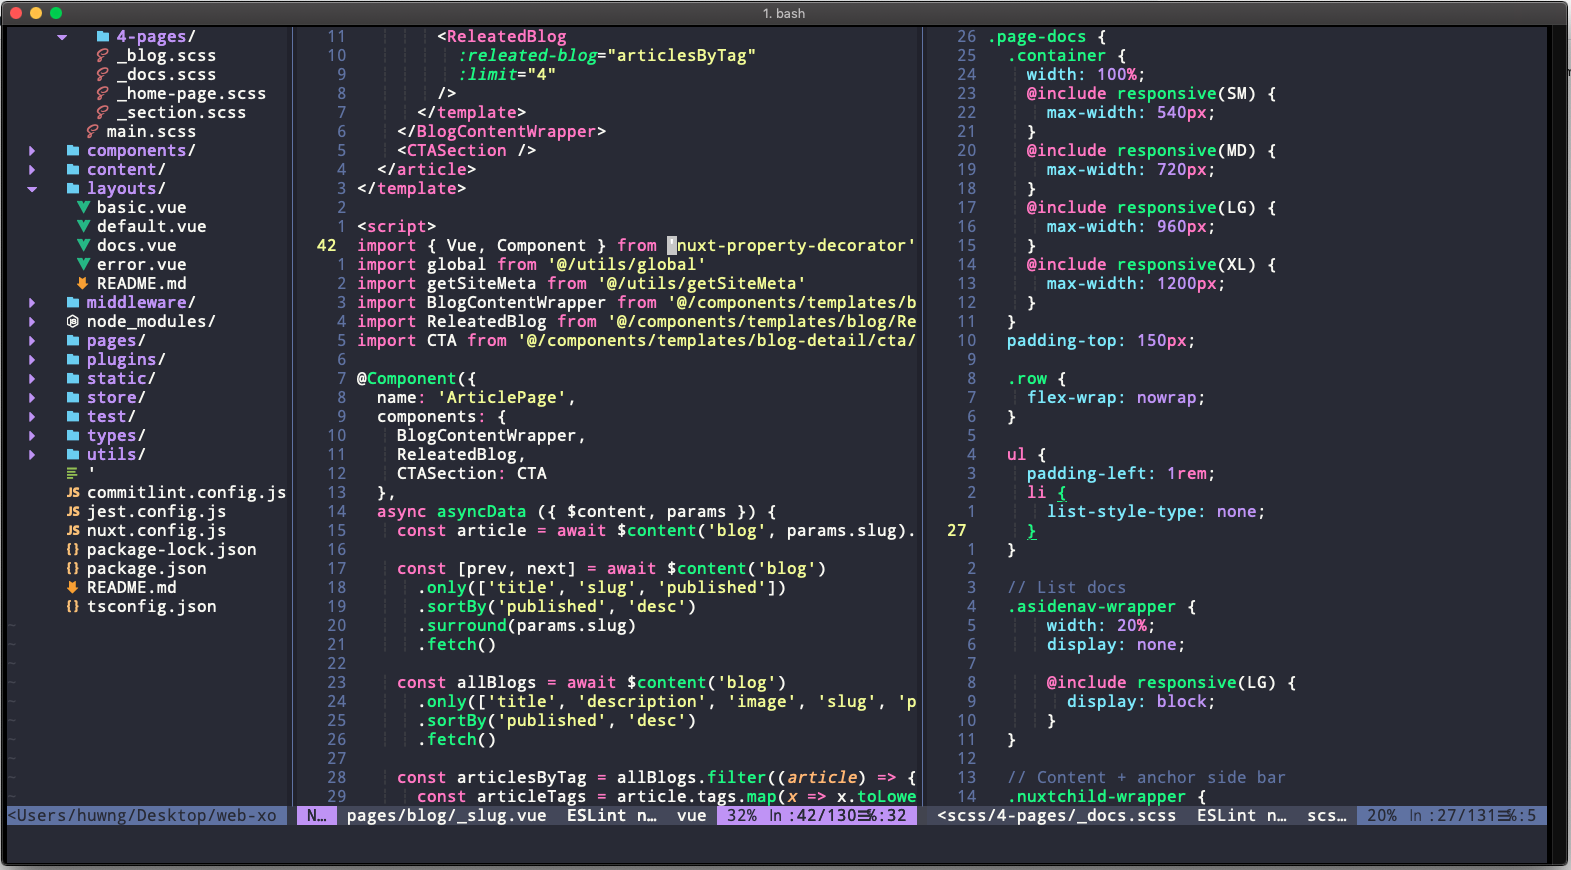 1. bash
4-pages/
_blog.scss
_docs.scss
_home-page.scss
_section.scss
main.scss
components/
content/
layouts/
basic.vue
default.vue
docs.vue
error.vue
README.md
middleware/
node_modules/
pages/
plugins/
static/
store/
test/
types/
utils/
'
JS commitlint.config.js
JS jest.config.js
JS nuxt.config.js
{} package-lock.json
{} package.json
README.md
{} tsconfig.json
~
~
~
~
~
~
~
~
~
~
<Users/huwng/Desktop/web-xo
11 <ReleatedBlog
10 :releated-blog="articlesByTag"
9 :limit="4"
8 />
7 </template>
6 </BlogContentWrapper>
5 <CTASection />
4 </article>
3 </template>
2
1 <script>
42 import { Vue, Component } from 'nuxt-property-decorator'
1 import global from '@/utils/global'
2 import getSiteMeta from '@/utils/getSiteMeta'
3 import BlogContentWrapper from '@/components/templates/b
4 import ReleatedBlog from '@/components/templates/blog/Re
5 import CTA from '@/components/templates/blog-detail/cta/
6
7 @Component({
8 name: 'ArticlePage',
9 components: {
10 BlogContentWrapper,
11 ReleatedBlog,
12 CTASection: CTA
13 },
14 async asyncData ({ $content, params }) {
15 const article = await $content('blog', params.slug).
16
17 const [prev, next] = await $content('blog')
18 .only(['title', 'slug', 'published'])
19 .sortBy('published', 'desc')
20 .surround(params.slug)
21 .fetch()
22
23 const allBlogs = await $content('blog')
24 .only(['title', 'description', 'image', 'slug', 'p
25 .sortBy('published', 'desc')
26 .fetch()
27
28 const articlesByTag = allBlogs.filter((article) => {
29 const articleTags = article.tags.map(x => x.toLowe
N… pages/blog/_slug.vue ESLint n… vue 32% ln :42/130☰%:32
26 .page-docs {
25 .container {
24 width: 100%;
23 @include responsive(SM) {
22 max-width: 540px;
21 }
20 @include responsive(MD) {
19 max-width: 720px;
18 }
17 @include responsive(LG) {
16 max-width: 960px;
15 }
14 @include responsive(XL) {
13 max-width: 1200px;
12 }
11 }
10 padding-top: 150px;
9
8 .row {
7 flex-wrap: nowrap;
6 }
5
4 ul {
3 padding-left: 1rem;
2 li {
1 list-style-type: none;
27 }
1 }
2
3 // List docs
4 .asidenav-wrapper {
5 width: 20%;
6 display: none;
7
8 @include responsive(LG) {
9 display: block;
10 }
11 }
12
13 // Content + anchor side bar
14 .nuxtchild-wrapper {
<scss/4-pages/_docs.scss ESLint n… scs… 20% ln :27/131☰%:5